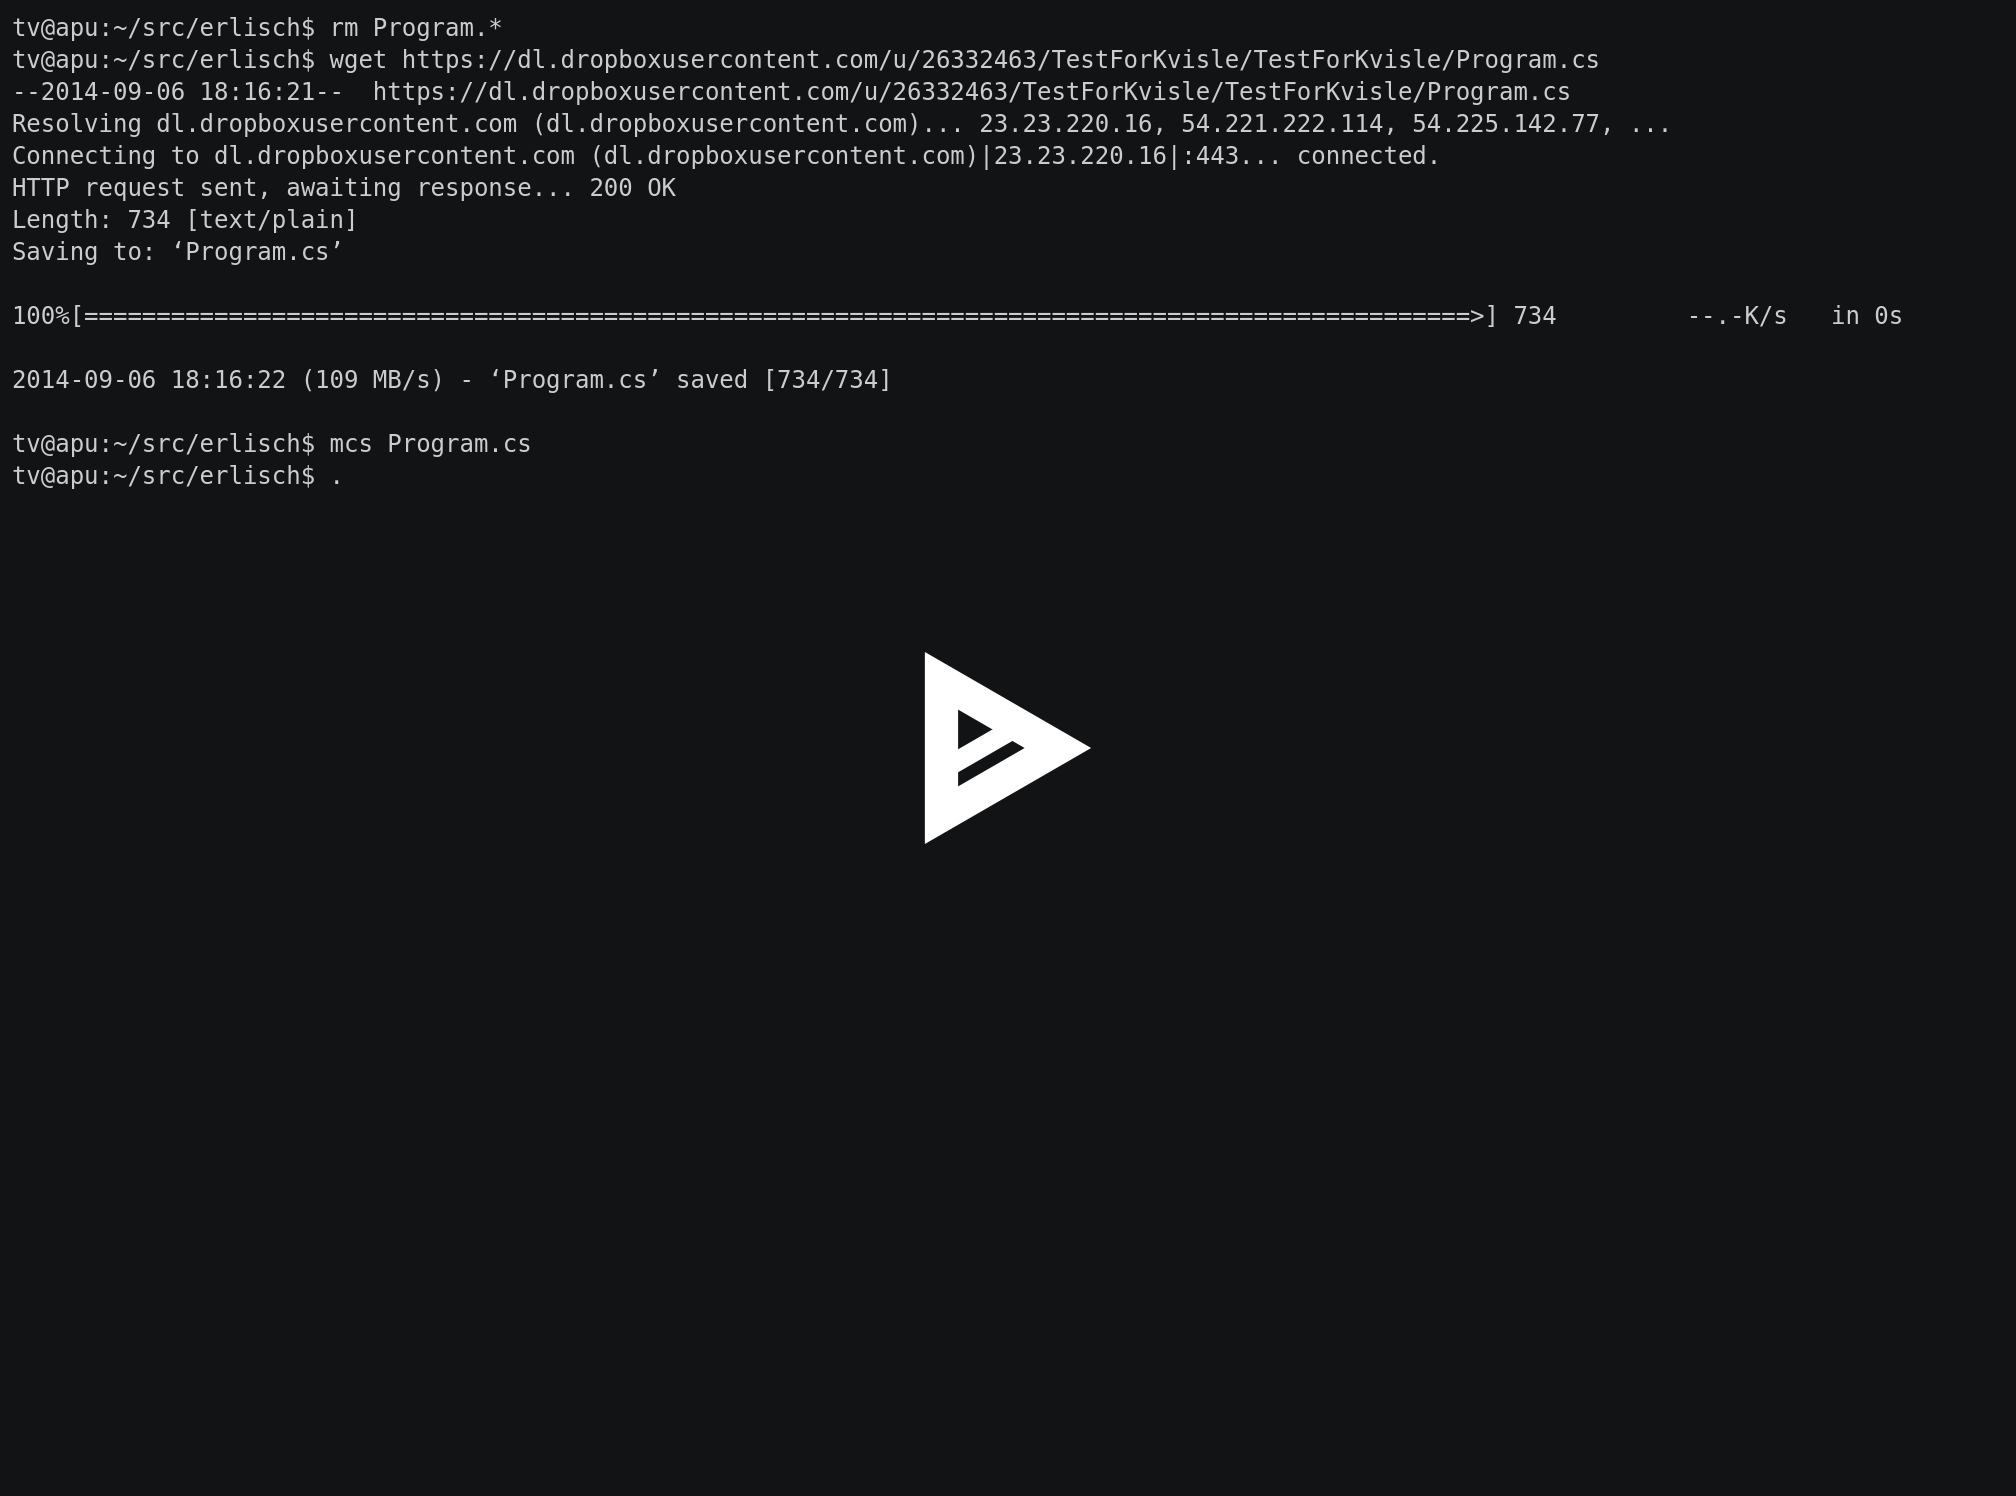 tv@apu:~/src/erlisch$ rm Program.*
tv@apu:~/src/erlisch$ wget https://dl.dropboxusercontent.com/u/26332463/TestForKvisle/TestForKvisle/Program.cs
--2014-09-06 18:16:21--  https://dl.dropboxusercontent.com/u/26332463/TestForKvisle/TestForKvisle/Program.cs
Resolving dl.dropboxusercontent.com (dl.dropboxusercontent.com)... 23.23.220.16, 54.221.222.114, 54.225.142.77, ...
Connecting to dl.dropboxusercontent.com (dl.dropboxusercontent.com)|23.23.220.16|:443... connected.
HTTP request sent, awaiting response... 200 OK
Length: 734 [text/plain]
Saving to: ‘Program.cs’
100%[================================================================================================>] 734         --.-K/s   in 0s
2014-09-06 18:16:22 (109 MB/s) - ‘Program.cs’ saved [734/734]
tv@apu:~/src/erlisch$ mcs Program.cs
tv@apu:~/src/erlisch$ .